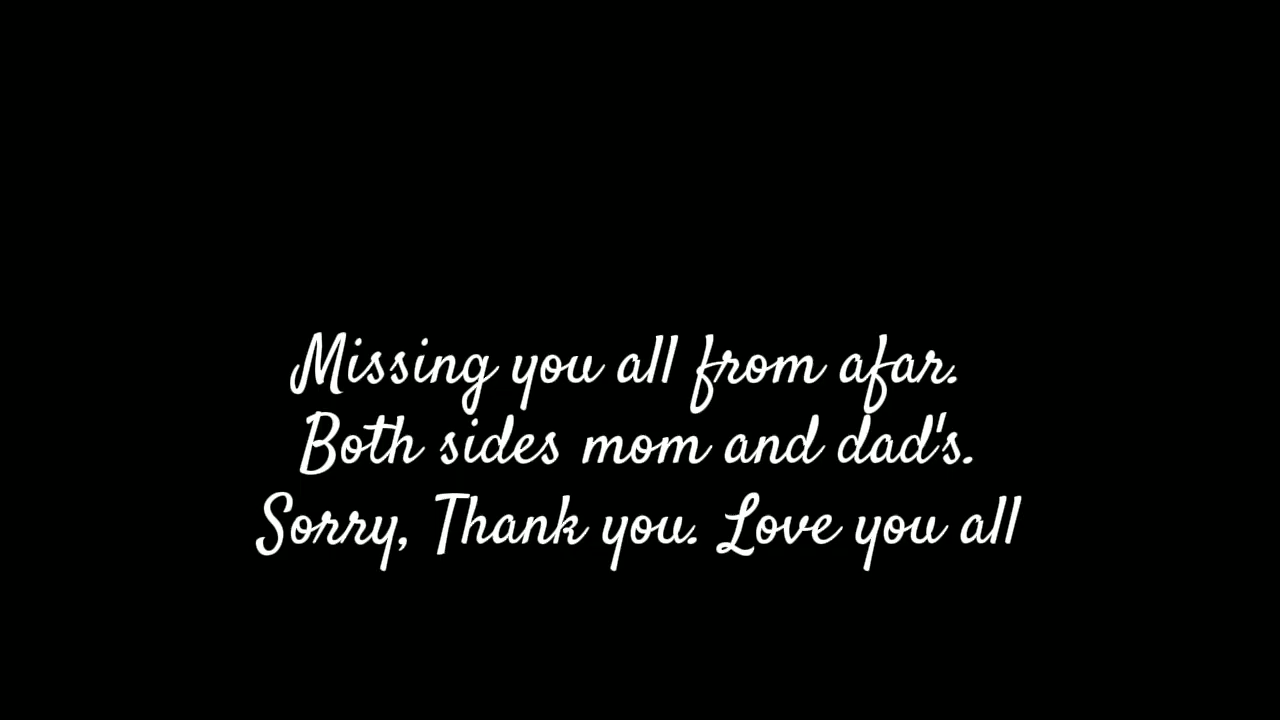 Missing you all from afar.
Both sides mom and dad's.
Sorry, Thank you. Love you all